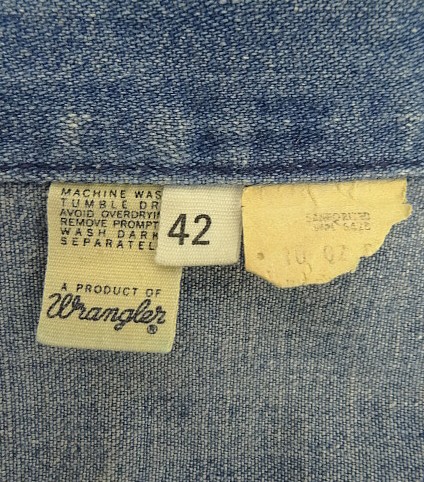 MACHINE WAS
TUMBLE DR
AVOID OVERDRYIN
REMOVE PROMPT
WASH DARK
SEPARATEL
A PRODUCT OF
Wrangler®
42
SANFORIZED